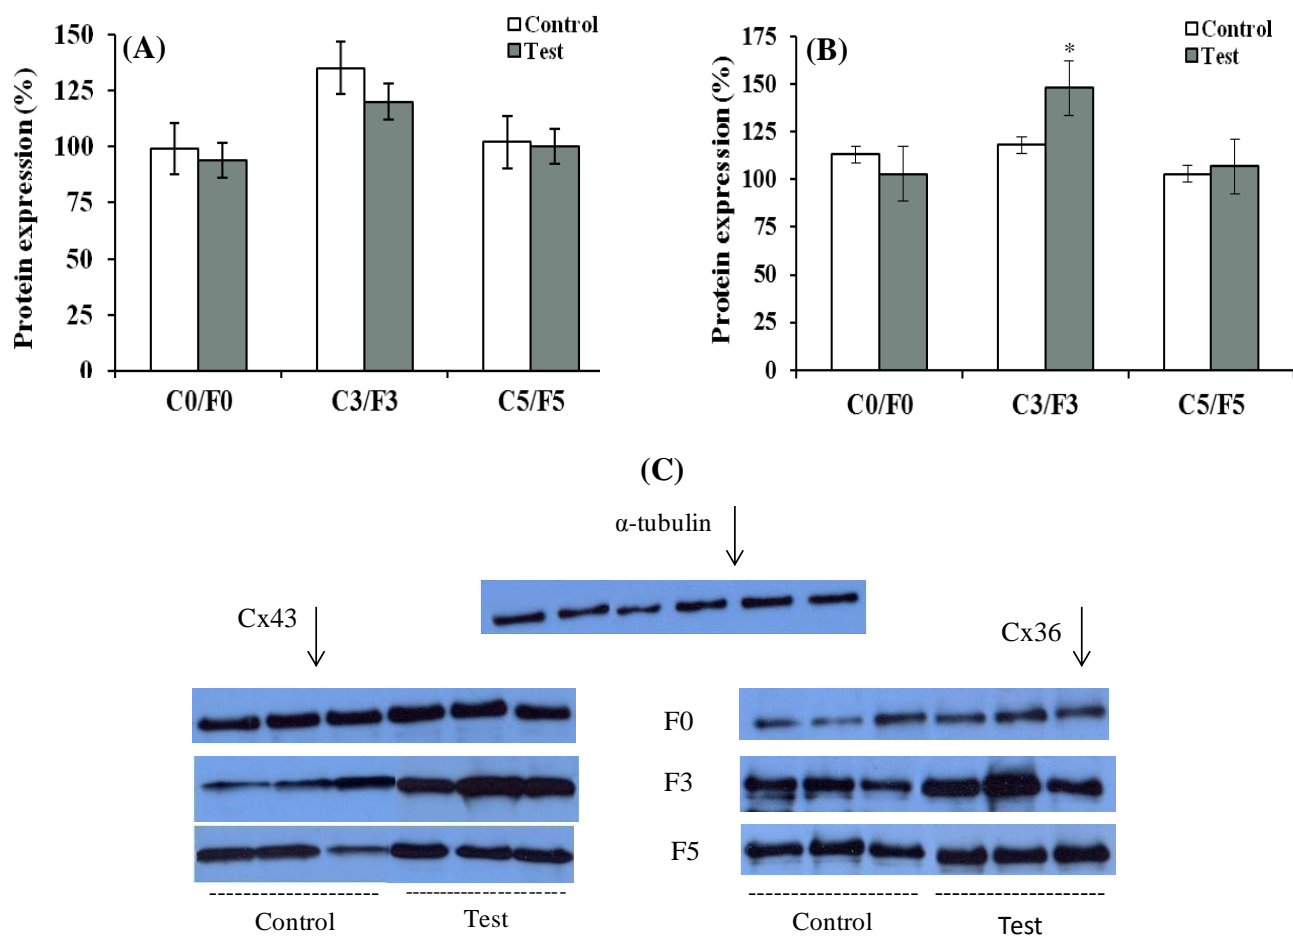 (A)
Control
Test
Protein expression (%)
150
125
100
75
50
25
0
C0/F0
C3/F3
C5/F5
(B)
Control
Test
Protein expression (%)
175
150
125
100
75
50
25
0
*
C0/F0
C3/F3
C5/F5
(C)
α-tubulin
Cx43
Cx36
F0
F3
F5
Control
Test
Control
Test